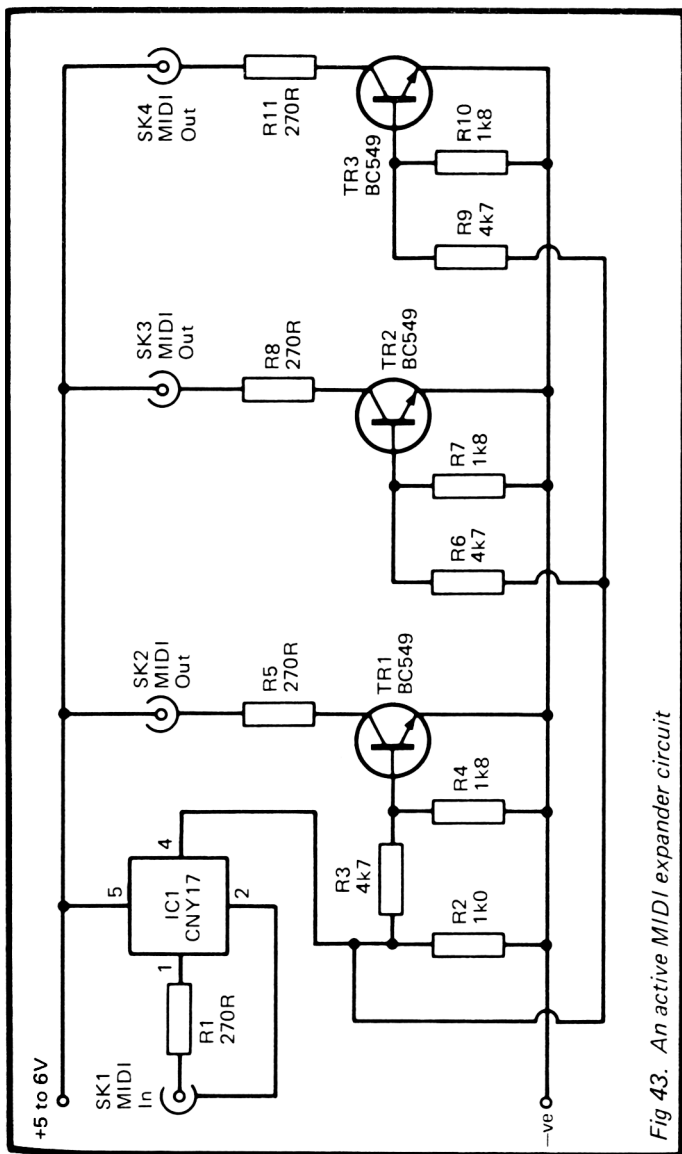 +5 to 6V
SK1
MIDI
In
R1
270R
1
5
IC1
CNY17
2
4
R3
4k7
R2
1k0
R4
1k8
TR1
BC549
R5
270R
SK2
MIDI
Out
R6
4k7
R7
1k8
TR2
BC549
R8
270R
SK3
MIDI
Out
R9
4k7
R10
1k8
TR3
BC549
R11
270R
SK4
MIDI
Out
–ve
Fig 43. An active MIDI expander circuit